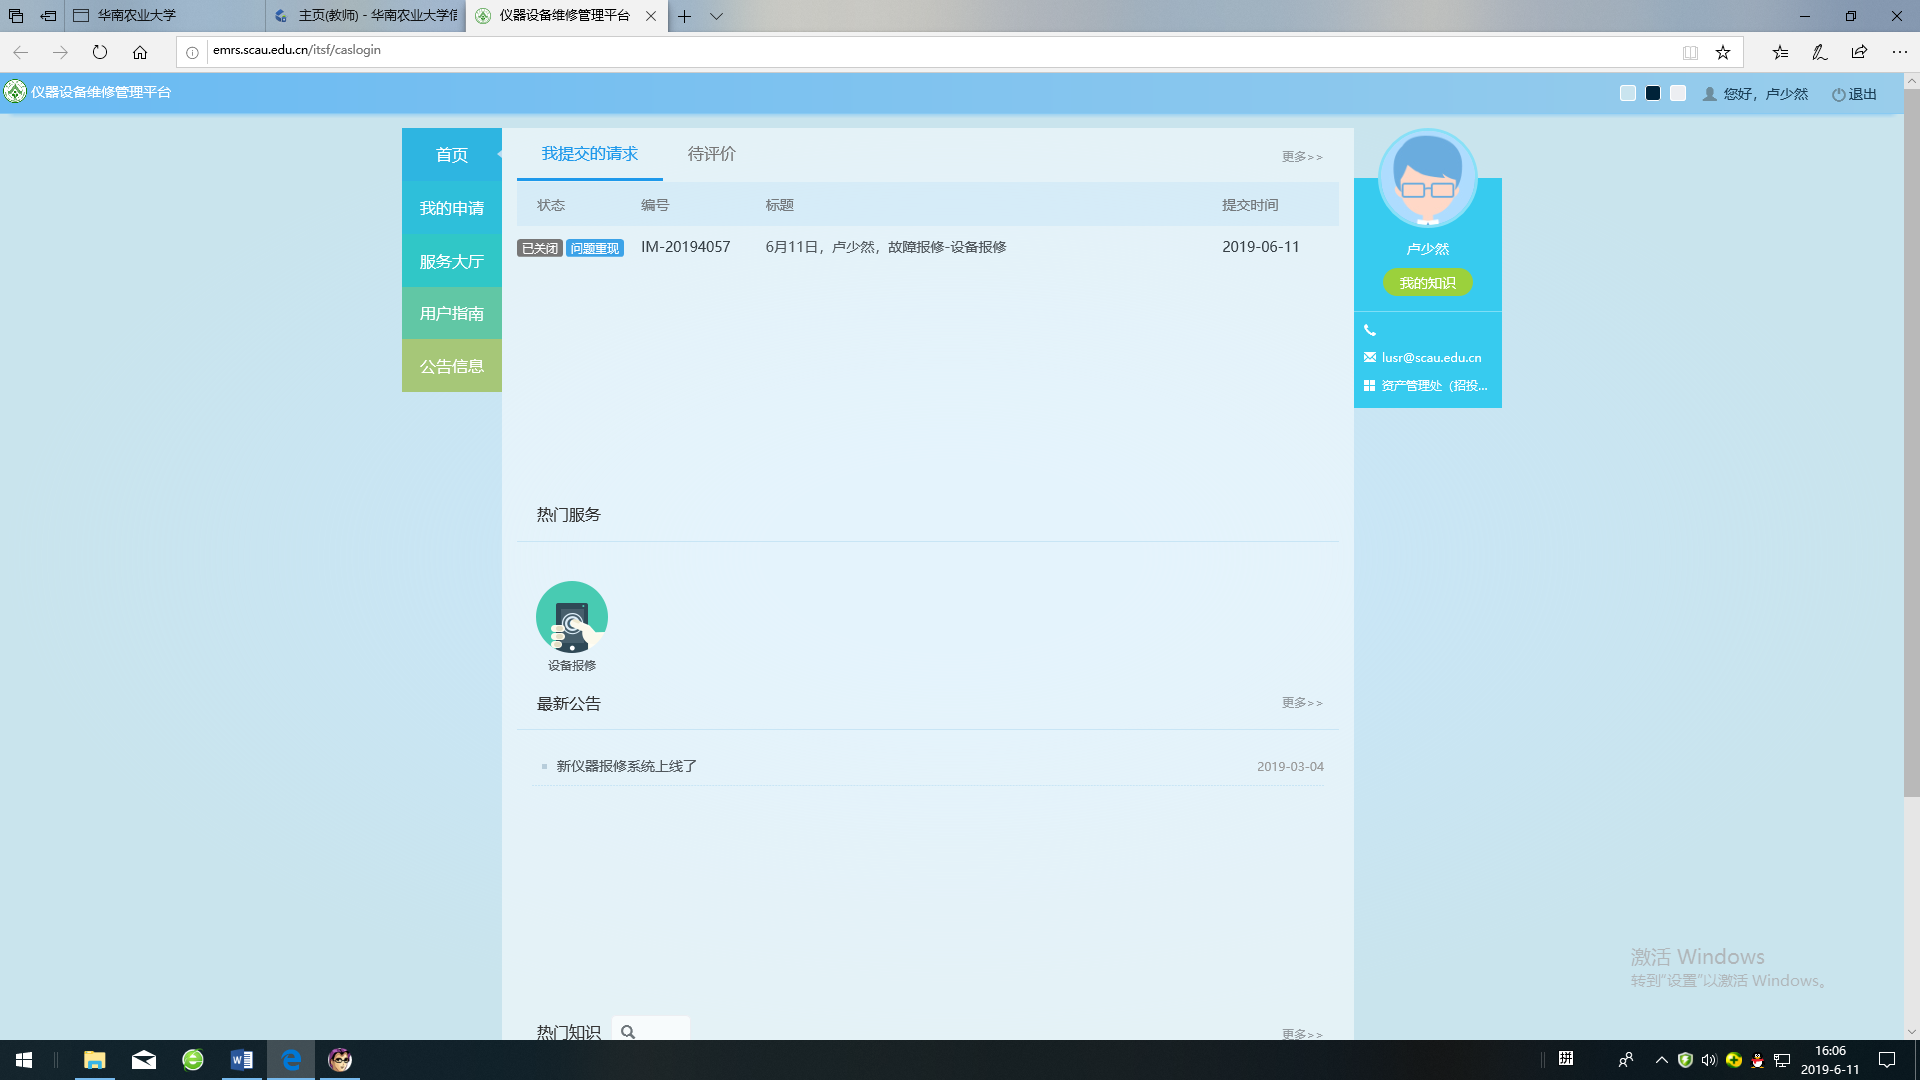 华南农业大学
主页(教师) - 华南农业大学信
仪器设备维修管理平台
emrs.scau.edu.cn/itsf/caslogin
仪器设备维修管理平台
您好，卢少然
退出
首页
我的申请
服务大厅
用户指南
公告信息
我提交的请求 待评价 更多>>
状态 编号 标题 提交时间
已关闭 问题重现 IM-20194057 6月11日，卢少然，故障报修-设备报修 2019-06-11
卢少然
我的知识
lusr@scau.edu.cn
资产管理处（招投...
热门服务
设备报修
最新公告 更多>>
新仪器报修系统上线了 2019-03-04
热门知识 更多>>
激活 Windows
转到"设置"以激活 Windows。
拼
16:06
2019-6-11